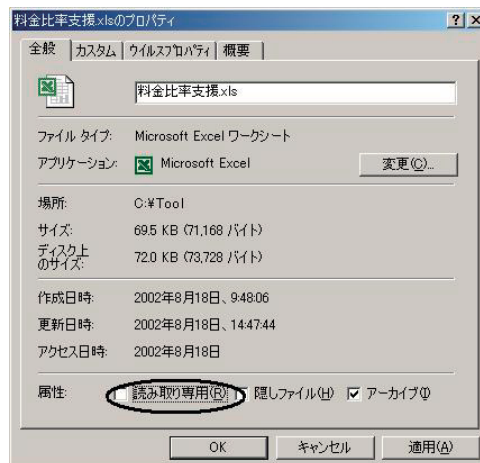 料金比率支援.xlsのプロパティ
全般 カスタム ウイルスプロパティ 概要
料金比率支援.xls
ファイル タイプ: Microsoft Excel ワークシート
アプリケーション: Microsoft Excel 変更(C)...
場所: C:¥Tool
サイズ: 69.5 KB (71,168 バイト)
ディスク上
のサイズ: 72.0 KB (73,728 バイト)
作成日時: 2002年8月18日、9:48:06
更新日時: 2002年8月18日、14:47:44
アクセス日時: 2002年8月18日
属性: 読み取り専用(R) 隠しファイル(H) アーカイブ(I)
OK キャンセル 適用(A)